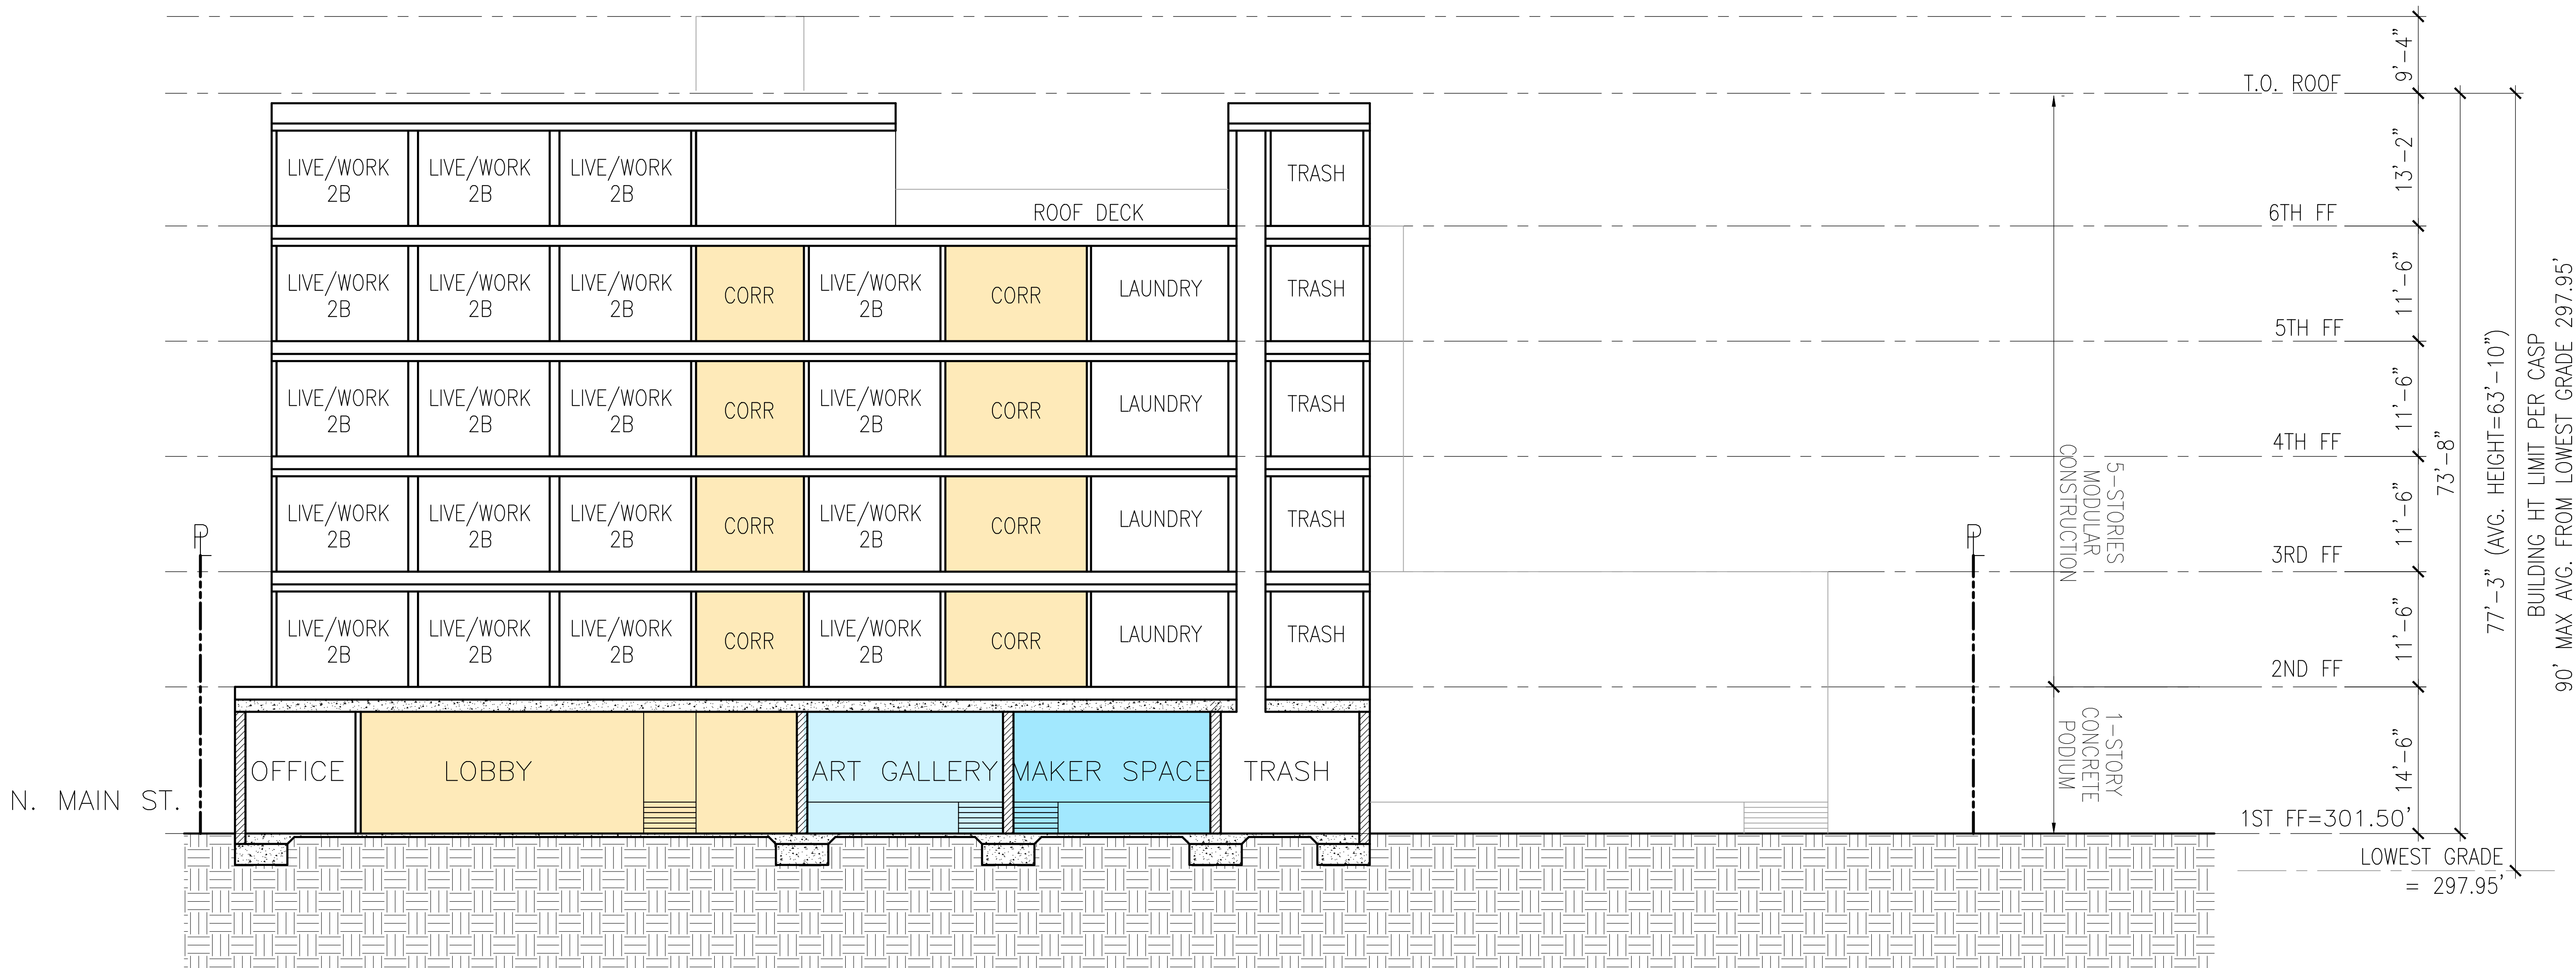 9'-4"
T.O. ROOF
LIVE/WORK
2B
LIVE/WORK
2B
LIVE/WORK
2B
TRASH
13'-2"
ROOF DECK
6TH FF
LIVE/WORK
2B
LIVE/WORK
2B
LIVE/WORK
2B
CORR
LIVE/WORK
2B
CORR
LAUNDRY
TRASH
11'-6"
5TH FF
LIVE/WORK
2B
LIVE/WORK
2B
LIVE/WORK
2B
CORR
LIVE/WORK
2B
CORR
LAUNDRY
TRASH
11'-6"
4TH FF
LIVE/WORK
2B
LIVE/WORK
2B
LIVE/WORK
2B
CORR
LIVE/WORK
2B
CORR
LAUNDRY
TRASH
11'-6"
3RD FF
LIVE/WORK
2B
LIVE/WORK
2B
LIVE/WORK
2B
CORR
LIVE/WORK
2B
CORR
LAUNDRY
TRASH
11'-6"
2ND FF
5-STORIES
MODULAR
CONSTRUCTION
73'-8"
77'-3" (AVG. HEIGHT=63'-10")
BUILDING HT LIMIT PER CASP
90' MAX AVG. FROM LOWEST GRADE 297.95'
P
P
N. MAIN ST.
OFFICE
LOBBY
ART GALLERY
MAKER SPACE
TRASH
1-STORY
CONCRETE
PODIUM
14'-6"
1ST FF=301.50'
LOWEST GRADE
= 297.95'